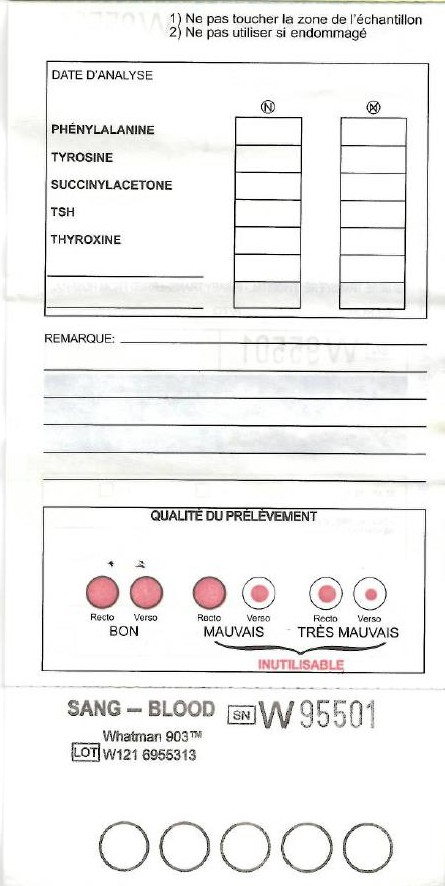 1) Ne pas toucher la zone de l'échantillon
2) Ne pas utiliser si endommagé
DATE D'ANALYSE
N N
PHÉNYLALANINE
TYROSINE
SUCCINYLACETONE
TSH
THYROXINE
REMARQUE:
W95501
QUALITÉ DU PRÉLÈVEMENT
1 2
Recto Verso Recto Verso Recto Verso
BON MAUVAIS - TRÈS MAUVAIS
INUTILISABLE
SANG – BLOOD SN W 95501
Whatman 903™
LOT W121 6955313